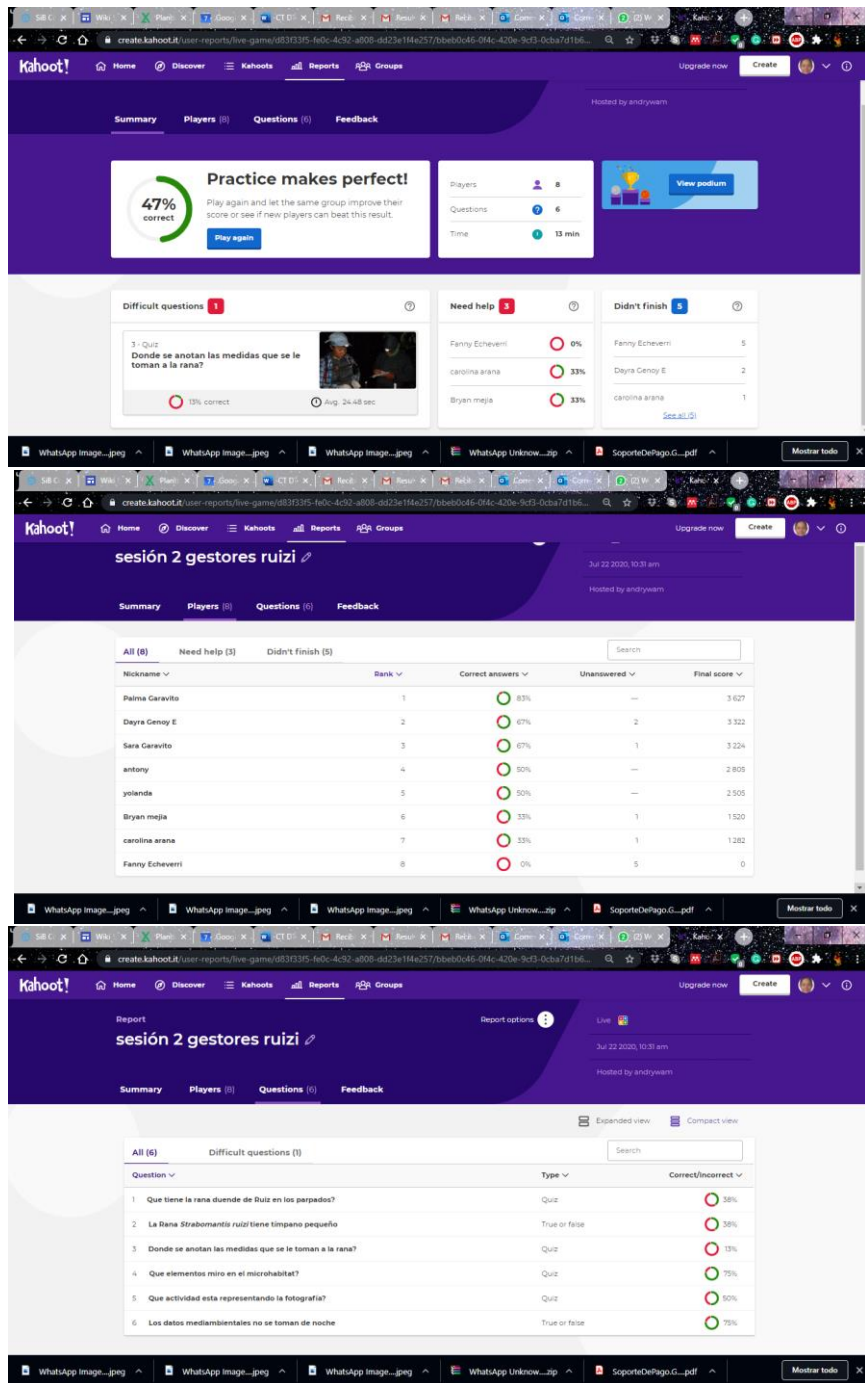 create.kahoot.it/user-reports/live-game/d83f33f5-fe0c-4c92-a808-dd23e1f4e257/bbeb0c46-0f4c-420e-9cf3-0cba7d1b6...
Kahoot! Home Discover Kahoots Reports Groups Upgrade now Create
Hosted by andrywarn
Summary Players (8) Questions (6) Feedback
47% correct
Practice makes perfect!
Play again and let the same group improve their
score or see if new players can beat this result.
Play again
Players 8
Questions 6
Time 13 min
View podium
Difficult questions 1
3 - Quiz
Donde se anotan las medidas que se le
toman a la rana?
13% correct Avg. 24.48 sec
Need help 3
Fanny Echeverri 0%
carolina arana 33%
Bryan mejia 33%
Didn't finish 5
Fanny Echeverri 5
Dayra Genoy E 2
carolina arana 1
See all (5)
WhatsApp Image....jpeg WhatsApp Image....jpeg WhatsApp Image....jpeg WhatsApp Unknow....zip SoporteDePago.G....pdf Mostrar todo
create.kahoot.it/user-reports/live-game/d83f33f5-fe0c-4c92-a808-dd23e1f4e257/bbeb0c46-0f4c-420e-9cf3-0cba7d1b6...
Kahoot! Home Discover Kahoots Reports Groups Upgrade now Create
sesión 2 gestores ruizi
Jul 22 2020, 10:31 am
Hosted by andrywarn
Summary Players (8) Questions (6) Feedback
All (8) Need help (3) Didn't finish (5) Search
Nickname Rank Correct answers Unanswered Final score
Palma Garavito 1 83% — 3 627
Dayra Genoy E 2 67% 2 3 322
Sara Garavito 3 67% 1 3 224
antony 4 50% — 2 805
yolanda 5 50% — 2 505
Bryan mejia 6 33% 1 1 520
carolina arana 7 33% 1 1 282
Fanny Echeverri 8 0% 5 0
WhatsApp Image....jpeg WhatsApp Image....jpeg WhatsApp Image....jpeg WhatsApp Unknow....zip SoporteDePago.G....pdf Mostrar todo
create.kahoot.it/user-reports/live-game/d83f33f5-fe0c-4c92-a808-dd23e1f4e257/bbeb0c46-0f4c-420e-9cf3-0cba7d1b6...
Kahoot! Home Discover Kahoots Reports Groups Upgrade now Create
Report
Report options
Live
sesión 2 gestores ruizi
Jul 22 2020, 10:31 am
Hosted by andrywarn
Summary Players (8) Questions (6) Feedback
Expanded view Compact view
All (6) Difficult questions (1) Search
Question Type Correct/incorrect
1 Que tiene la rana duende de Ruiz en los parpados? Quiz 38%
2 La Rana Strabomantis ruizi tiene timpano pequeño True or false 38%
3 Donde se anotan las medidas que se le toman a la rana? Quiz 13%
4 Que elementos miro en el microhabitat? Quiz 75%
5 Que actividad esta representando la fotografía? Quiz 50%
6 Los datos mediambientales no se toman de noche True or false 75%
WhatsApp Image....jpeg WhatsApp Image....jpeg WhatsApp Image....jpeg WhatsApp Unknow....zip SoporteDePago.G....pdf Mostrar todo